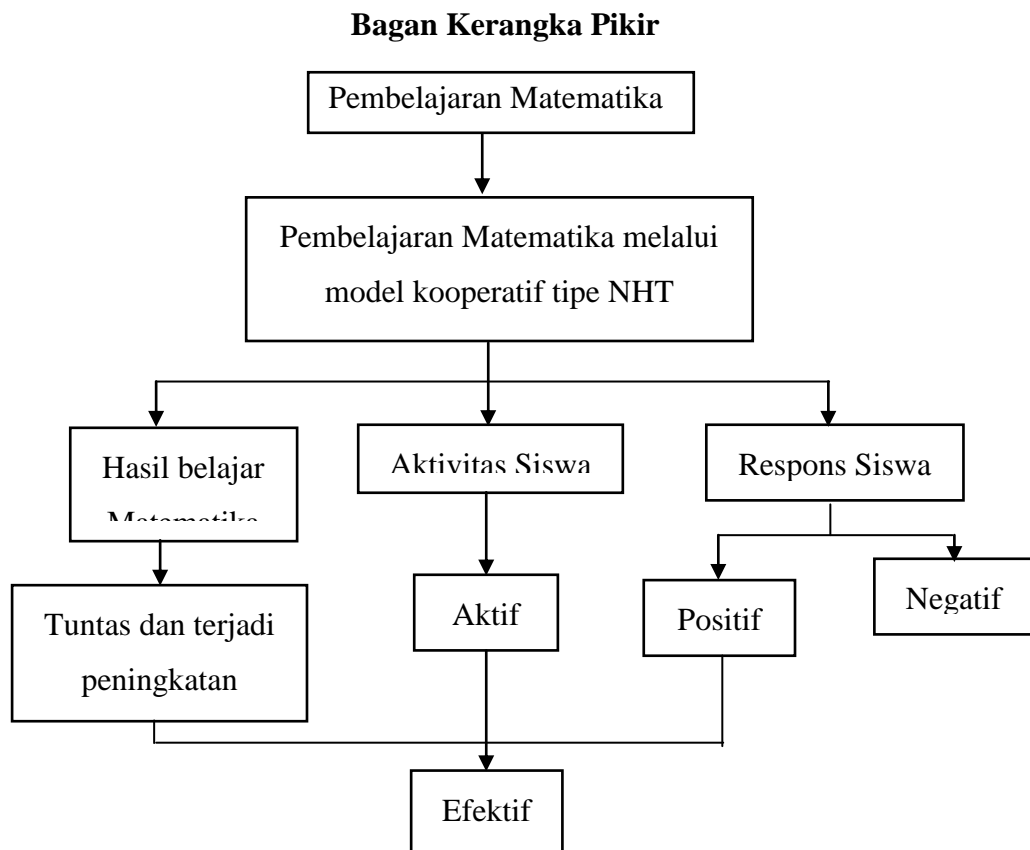 Bagan Kerangka Pikir
Pembelajaran Matematika
Pembelajaran Matematika melalui
model kooperatif tipe NHT
Hasil belajar
Matematika
Aktivitas Siswa
Respons Siswa
Tuntas dan terjadi
peningkatan
Aktif
Positif
Negatif
Efektif